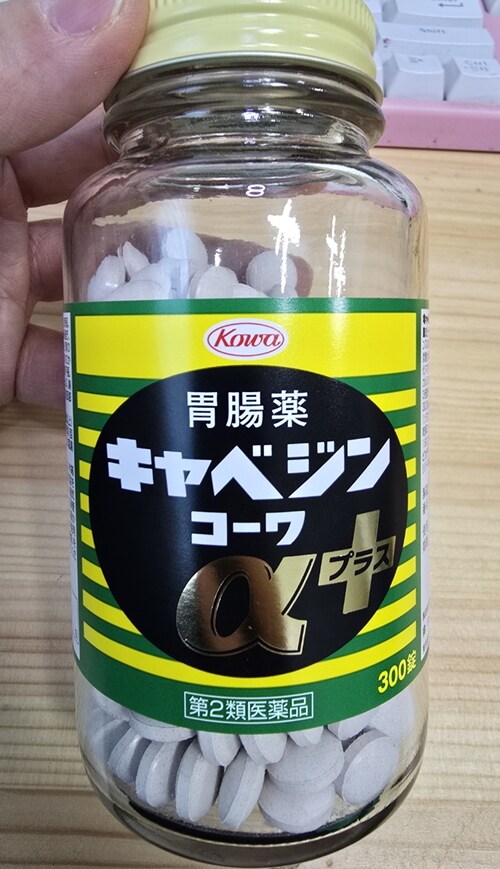 Kowa
胃腸薬
キャベジン
コーワ
α+プラス
300錠
第2類医薬品